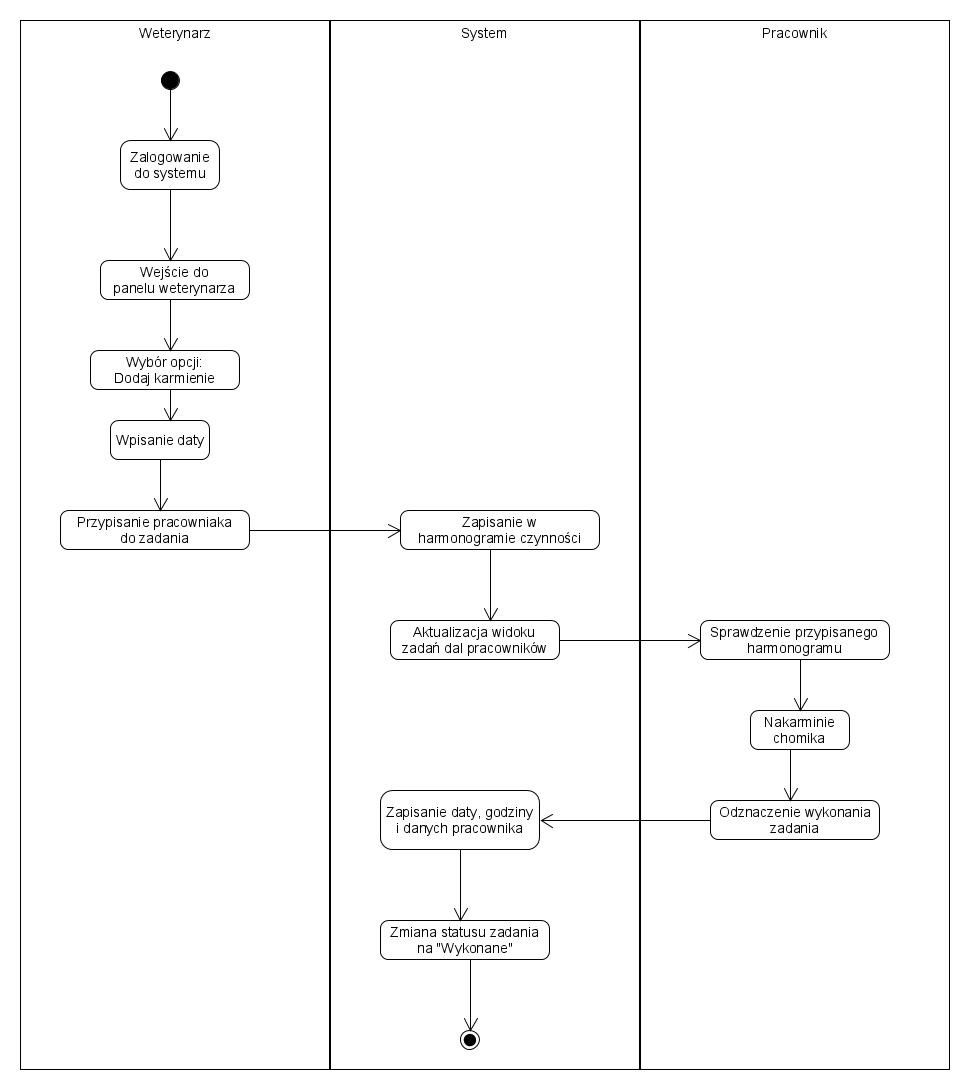 Weterynarz
System
Pracownik
Zalogowanie
do systemu
Wejście do
panelu weterynarza
Wybór opcji:
Dodaj karmienie
Wpisanie daty
Przypisanie pracowniaka
do zadania
Zapisanie w
harmonogramie czynności
Aktualizacja widoku
zadań dal pracowników
Sprawdzenie przypisanego
harmonogramu
Nakarminie
chomika
Odznaczenie wykonania
zadania
Zapisanie daty, godziny
i danych pracownika
Zmiana statusu zadania
na "Wykonane"